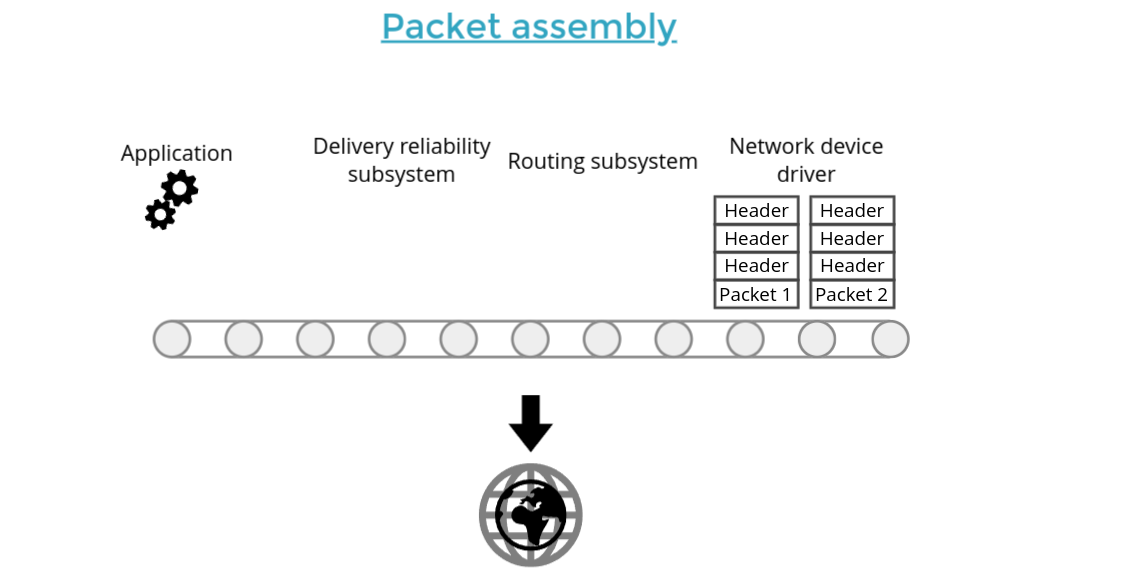 Packet assembly
Application
Delivery reliability
subsystem
Routing subsystem
Network device
driver
Header
Header
Header
Packet 1
Header
Header
Header
Packet 2